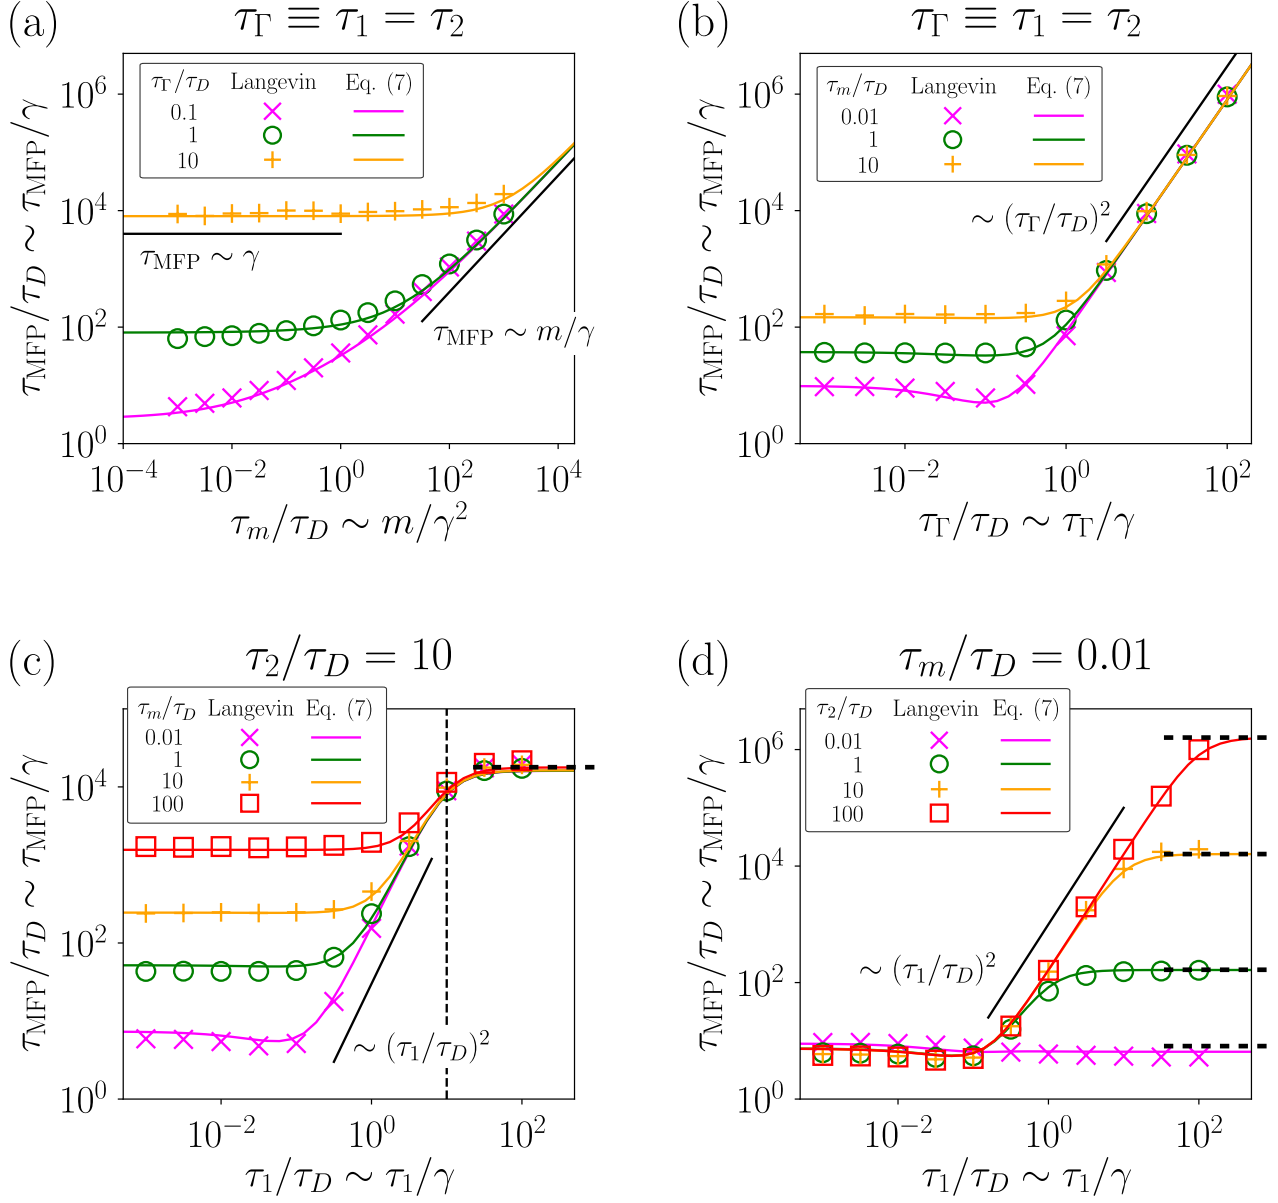 (a) τ_Γ ≡ τ_1 = τ_2
τ_Γ/τ_D Langevin Eq. (7)
0.1
1
10
10^6
10^4
10^2
10^0
τ_MFP/τ_D ∼ τ_MFP/γ
τ_MFP ∼ γ
τ_MFP ∼ m/γ
10^−4 10^−2 10^0 10^2 10^4
τ_m/τ_D ∼ m/γ^2
(b) τ_Γ ≡ τ_1 = τ_2
τ_m/τ_D Langevin Eq. (7)
0.01
1
10
10^6
10^4
10^2
10^0
τ_MFP/τ_D ∼ τ_MFP/γ
∼ (τ_Γ/τ_D)^2
10^−2 10^0 10^2
τ_Γ/τ_D ∼ τ_Γ/γ
(c) τ_2/τ_D = 10
τ_m/τ_D Langevin Eq. (7)
0.01
1
10
100
10^4
10^2
10^0
τ_MFP/τ_D ∼ τ_MFP/γ
∼ (τ_1/τ_D)^2
10^−2 10^0 10^2
τ_1/τ_D ∼ τ_1/γ
(d) τ_m/τ_D = 0.01
τ_2/τ_D Langevin Eq. (7)
0.01
1
10
100
10^6
10^4
10^2
10^0
τ_MFP/τ_D ∼ τ_MFP/γ
∼ (τ_1/τ_D)^2
10^−2 10^0 10^2
τ_1/τ_D ∼ τ_1/γ